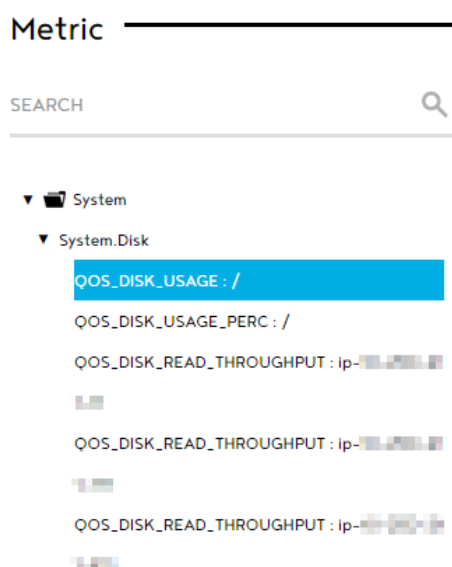 Metric
SEARCH
System
System.Disk
QOS_DISK_USAGE : /
QOS_DISK_USAGE_PERC : /
QOS_DISK_READ_THROUGHPUT : ip-
QOS_DISK_READ_THROUGHPUT : ip-
QOS_DISK_READ_THROUGHPUT : ip-